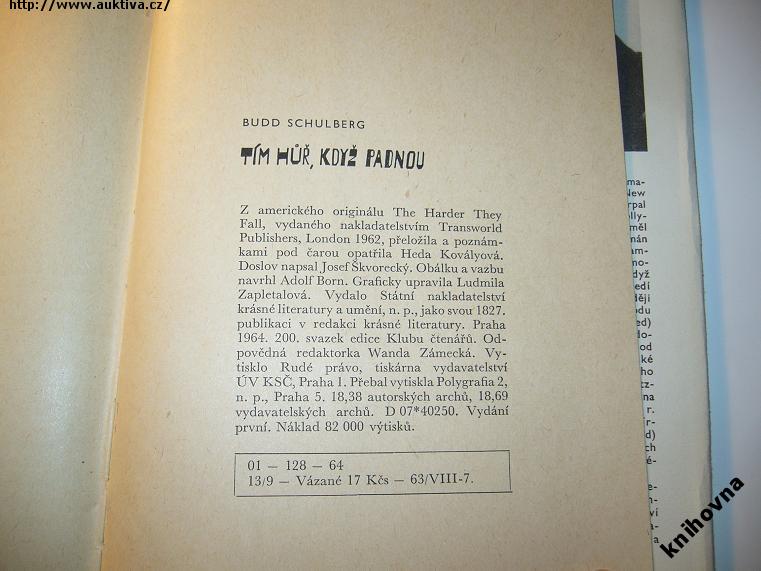 http://www.auktiva.cz/
BUDD SCHULBERG
TÍM HŮŘ, KDYŽ PADNOU
Z amerického originálu The Harder They
Fall, vydaného nakladatelstvím Transworld
Publishers, London 1962, přeložila a poznám-
kami pod čarou opatřila Heda Kovályová.
Doslov napsal Josef Škvorecký. Obálku a vazbu
navrhl Adolf Born. Graficky upravila Ludmila
Zapletalová. Vydalo Státní nakladatelství
krásné literatury a umění, n. p., jako svou 1827.
publikaci v redakci krásné literatury. Praha
1964. 200. svazek edice Klubu čtenářů. Od-
povědná redaktorka Wanda Zámecká. Vy-
tisklo Rudé právo, tiskárna vydavatelství
ÚV KSČ, Praha 1. Přebal vytiskla Polygrafia 2,
n. p., Praha 5. 18,38 autorských archů, 18,69
vydavatelských archů. D 07*40250. Vydání
první. Náklad 82 000 výtisků.
01 — 128 — 64
13/9 — Vázané 17 Kčs — 63/VIII-7.
knihovna